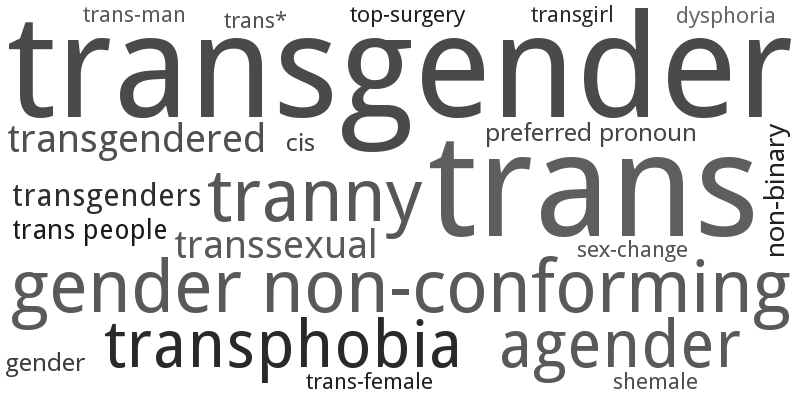 trans-man
trans*
top-surgery
transgirl
dysphoria
transgender
transgendered
cis
preferred pronoun
trans
non-binary
transgenders
tranny
trans people
transsexual
sex-change
gender non-conforming
transphobia
agender
gender
trans-female
shemale